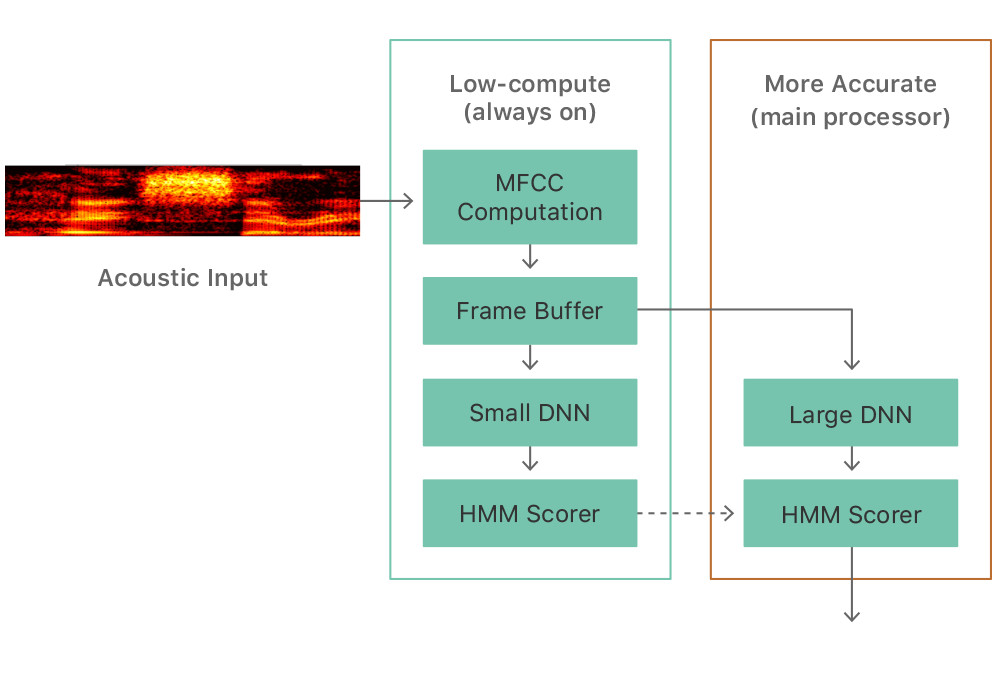 Low-compute
(always on)
More Accurate
(main processor)
MFCC
Computation
Acoustic Input
Frame Buffer
Small DNN
Large DNN
HMM Scorer
HMM Scorer